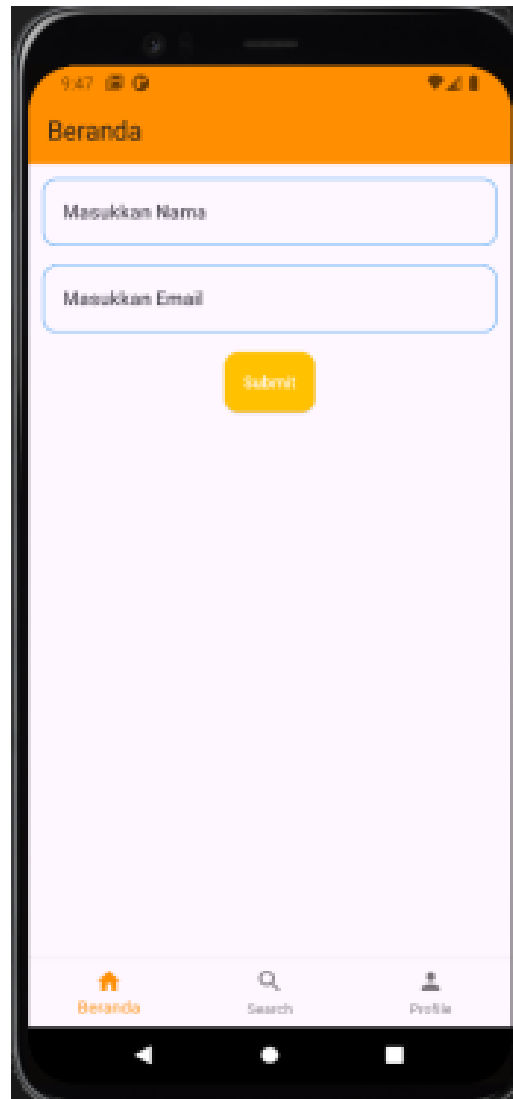 9:47
Beranda
Masukkan Nama
Masukkan Email
Submit
Beranda Search Profile